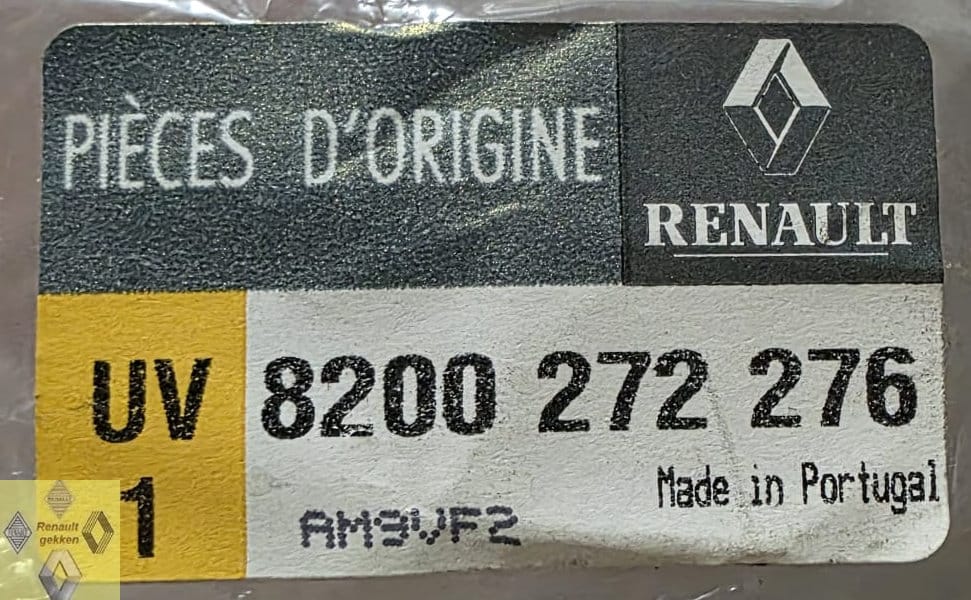 PIÈCES D'ORIGINE
RENAULT
UV 8200 272 276
1
Made in Portugal
AM9VF2
Renault
gekken